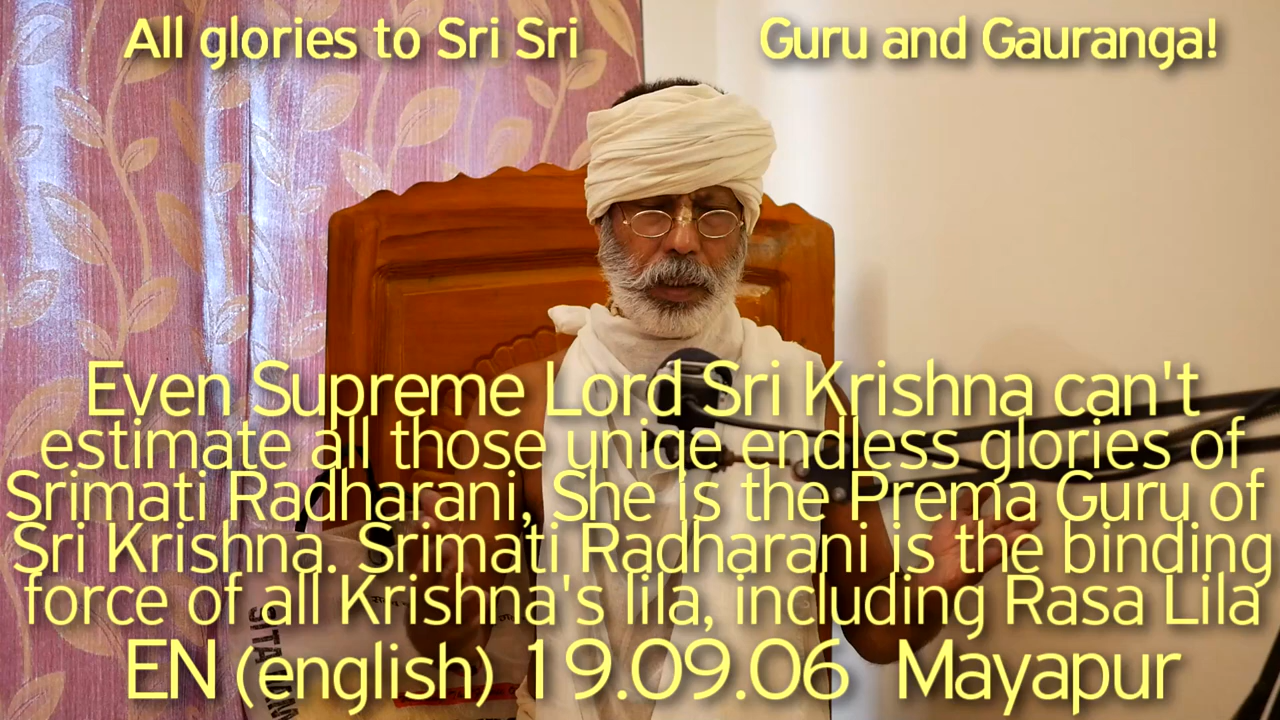 All glories to Sri Sri Guru and Gauranga!
Even Supreme Lord Sri Krishna can't
estimate all those uniqe endless glories of
Srimati Radharani, She is the Prema Guru of
Sri Krishna. Srimati Radharani is the binding
force of all Krishna's lila, including Rasa Lila
EN (english) 19.09.06 Mayapur